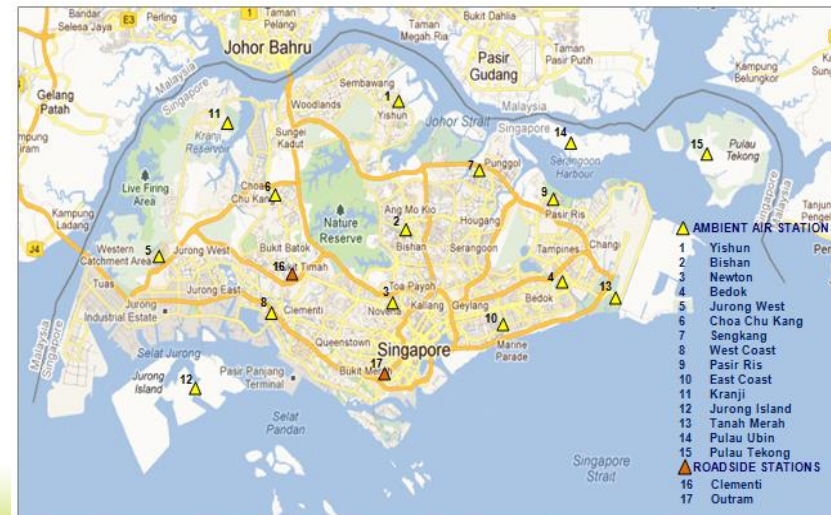 Bandar
Selesa Jaya
E3
Perling
Taman
Pelangi
1
Taman
Megah Ria
Bukit Dahlia
Johor Bahru
Pasir
Gudang
Taman
Pasir Putih
Kampung
Belungkor
Gelang
Patah
Malaysia
Singapore
Sembawang
1
Yishun
Woodlands
Malaysia
Singapore
Johor Strait
11
Kranji
Reservoir
Sungei
Kadut
14
Serangoon
Harbour
15
Pulau
Tekong
7
Punggol
Live Firing
Area
6
Choa
Chu Kang
Nature
Reserve
Ang Mo Kio
2
Bishan
Hougang
9
Pasir Ris
Kampung
Ladang
J4
Western
Catchment Area
5
Jurong West
Bukit Batok
16
Bukit Timah
Serangoon
Tampines
Changi
Singapore
Malaysia
Tuas
Jurong East
Toa Payoh
3
Novena
Kallang
Geylang
4
Bedok
13
Jurong
Industrial Estate
8
Clementi
10
Marine
Parade
Queenstown
Singapore
Malaysia
Singapore
Selat Jurong
17
Bukit Merah
12
Jurong
Island
Pasir Panjang
Terminal
Selat
Pandan
Singapore
Strait
AMBIENT AIR STATION
1 Yishun
2 Bishan
3 Newton
4 Bedok
5 Jurong West
6 Choa Chu Kang
7 Sengkang
8 West Coast
9 Pasir Ris
10 East Coast
11 Kranji
12 Jurong Island
13 Tanah Merah
14 Pulau Ubin
15 Pulau Tekong
ROADSIDE STATIONS
16 Clementi
17 Outram